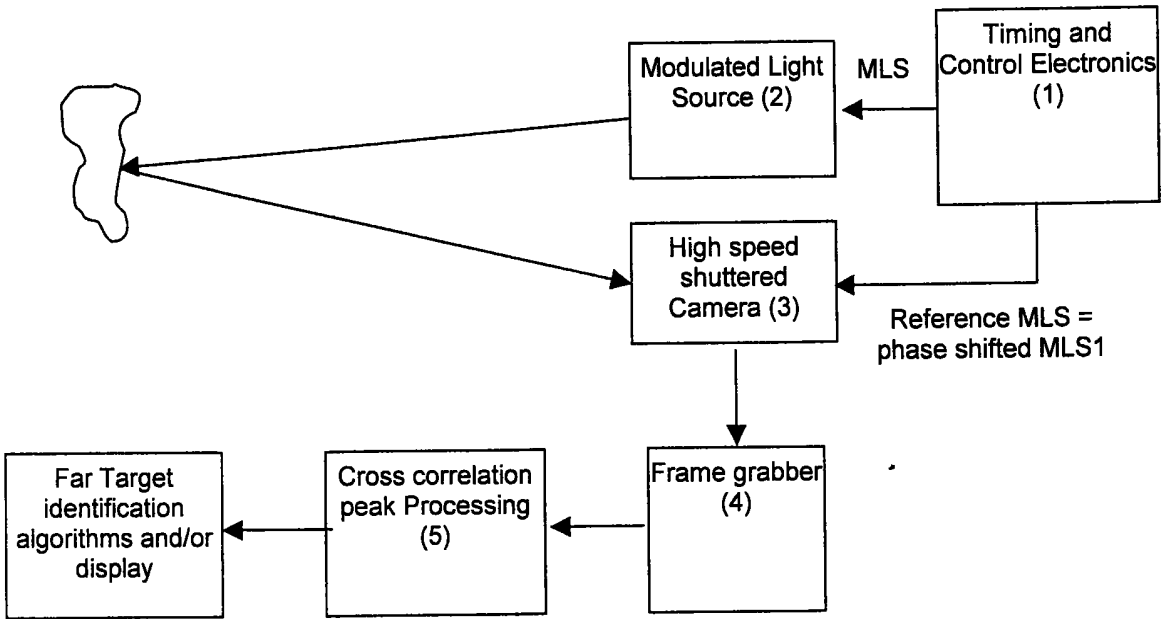 Timing and
Control Electronics
(1)
MLS
Modulated Light
Source (2)
High speed
shuttered
Camera (3)
Reference MLS =
phase shifted MLS1
Frame grabber
(4)
Cross correlation
peak Processing
(5)
Far Target
identification
algorithms and/or
display